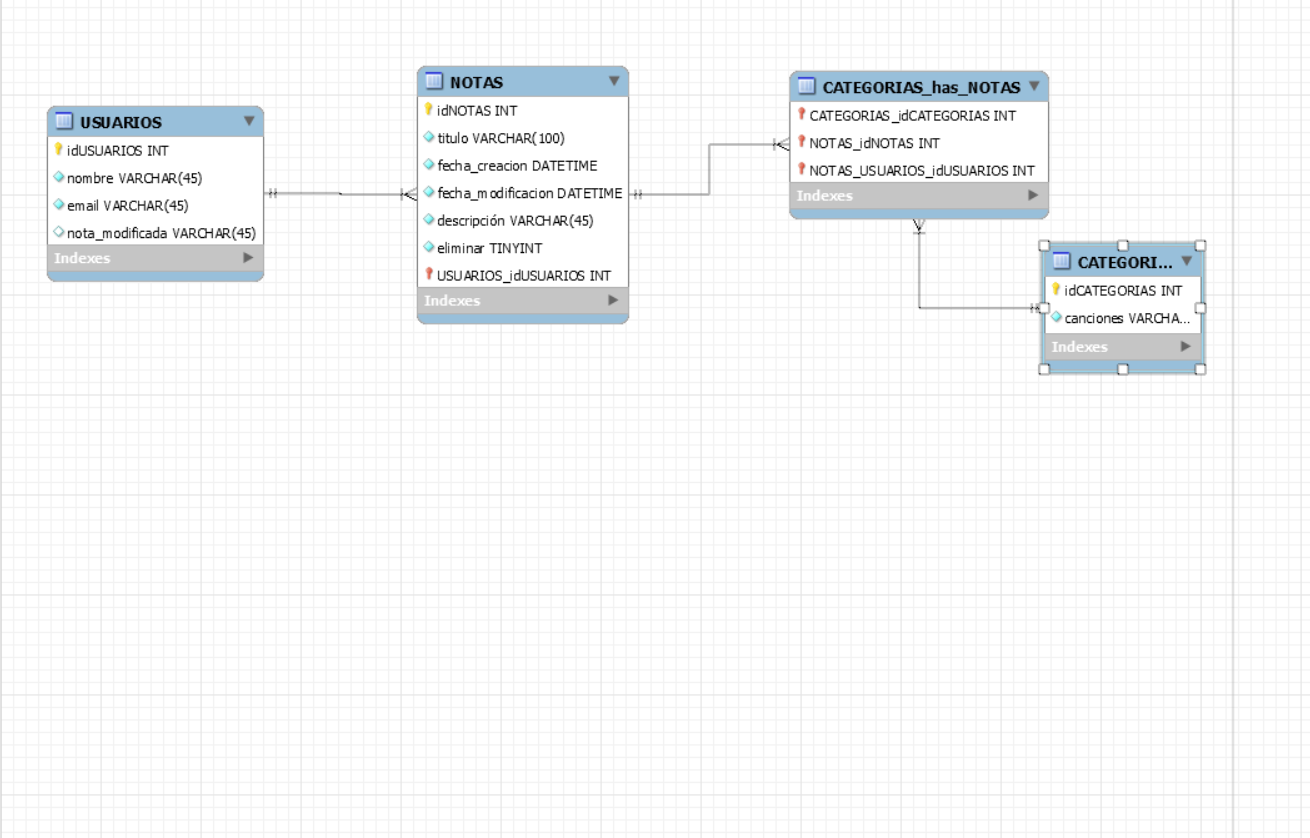 USUARIOS
idUSUARIOS INT
nombre VARCHAR(45)
email VARCHAR(45)
nota_modificada VARCHAR(45)
Indexes
NOTAS
idNOTAS INT
titulo VARCHAR(100)
fecha_creacion DATETIME
fecha_modificacion DATETIME
descripción VARCHAR(45)
eliminar TINYINT
USUARIOS_idUSUARIOS INT
Indexes
CATEGORIAS_has_NOTAS
CATEGORIAS_idCATEGORIAS INT
NOTAS_idNOTAS INT
NOTAS_USUARIOS_idUSUARIOS INT
Indexes
CATEGORI...
idCATEGORIAS INT
canciones VARCHA...
Indexes